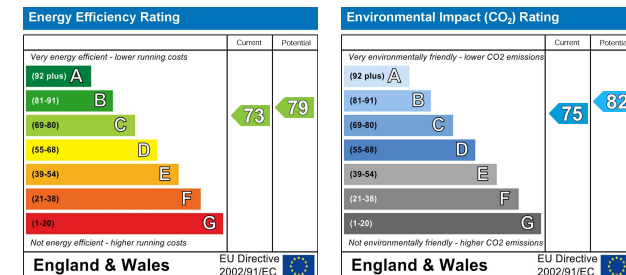 Energy Efficiency Rating
Current Potential
Very energy efficient - lower running costs
(92 plus) A
(81-91) B
(69-80) C
(55-68) D
(39-54) E
(21-38) F
(1-20) G
73
79
Not energy efficient - higher running costs
England & Wales
EU Directive
2002/91/EC
Environmental Impact (CO₂) Rating
Current Potential
Very environmentally friendly - lower CO2 emissions
(92 plus) A
(81-91) B
(69-80) C
(55-68) D
(39-54) E
(21-38) F
(1-20) G
75
82
Not environmentally friendly - higher CO2 emissions
England & Wales
EU Directive
2002/91/EC